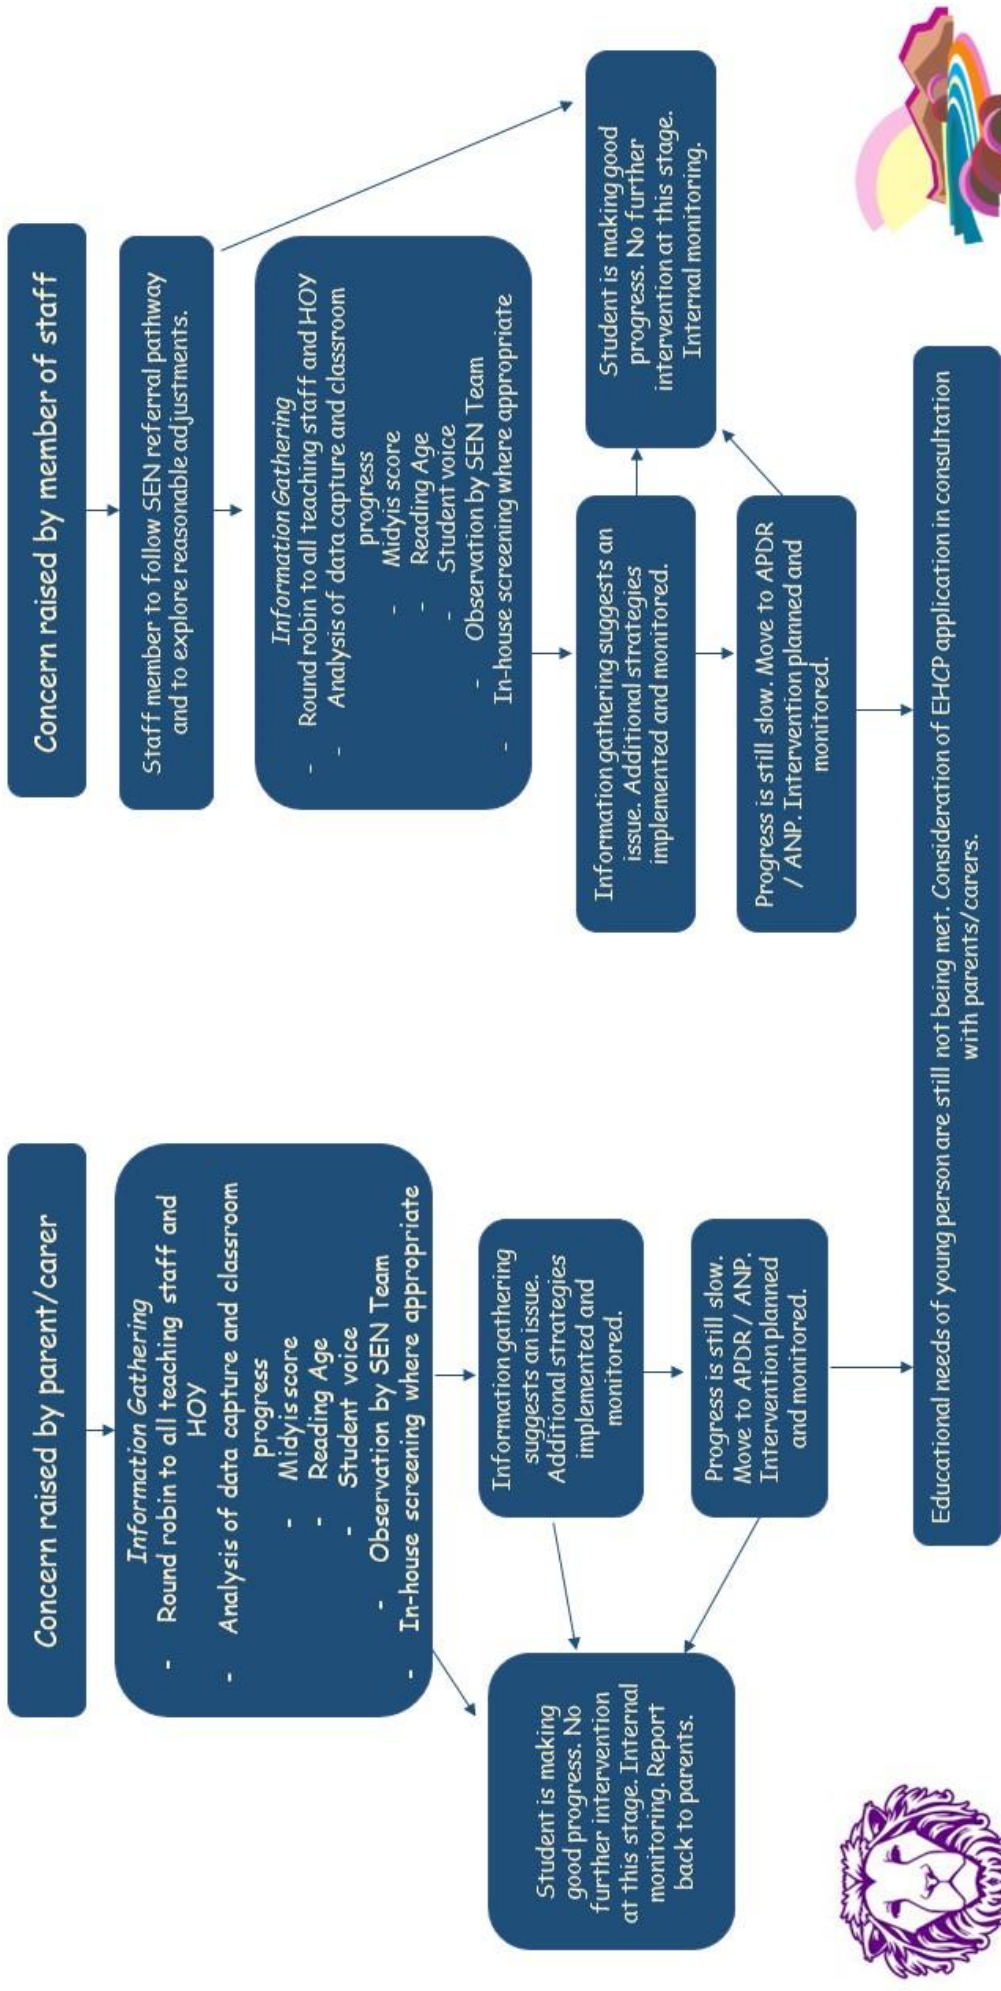 Concern raised by parent/carer
Information Gathering
- Round robin to all teaching staff and
HOY
- Analysis of data capture and classroom
progress
- Midyis score
- Reading Age
- Student voice
- Observation by SEN Team
- In-house screening where appropriate
Information gathering
suggests an issue.
Additional strategies
implemented and
monitored.
Progress is still slow.
Move to APDR / ANP.
Intervention planned
and monitored.
Student is making
good progress. No
further intervention
at this stage. Internal
monitoring. Report
back to parents.
Concern raised by member of staff
Staff member to follow SEN referral pathway
and to explore reasonable adjustments.
Information Gathering
- Round robin to all teaching staff and HOY
- Analysis of data capture and classroom
progress
- Midyis score
- Reading Age
- Student voice
- Observation by SEN Team
- In-house screening where appropriate
Information gathering suggests an
issue. Additional strategies
implemented and monitored.
Progress is still slow. Move to APDR
/ ANP. Intervention planned and
monitored.
Student is making good
progress. No further
intervention at this stage.
Internal monitoring.
Educational needs of young person are still not being met. Consideration of EHCP application in consultation
with parents/carers.